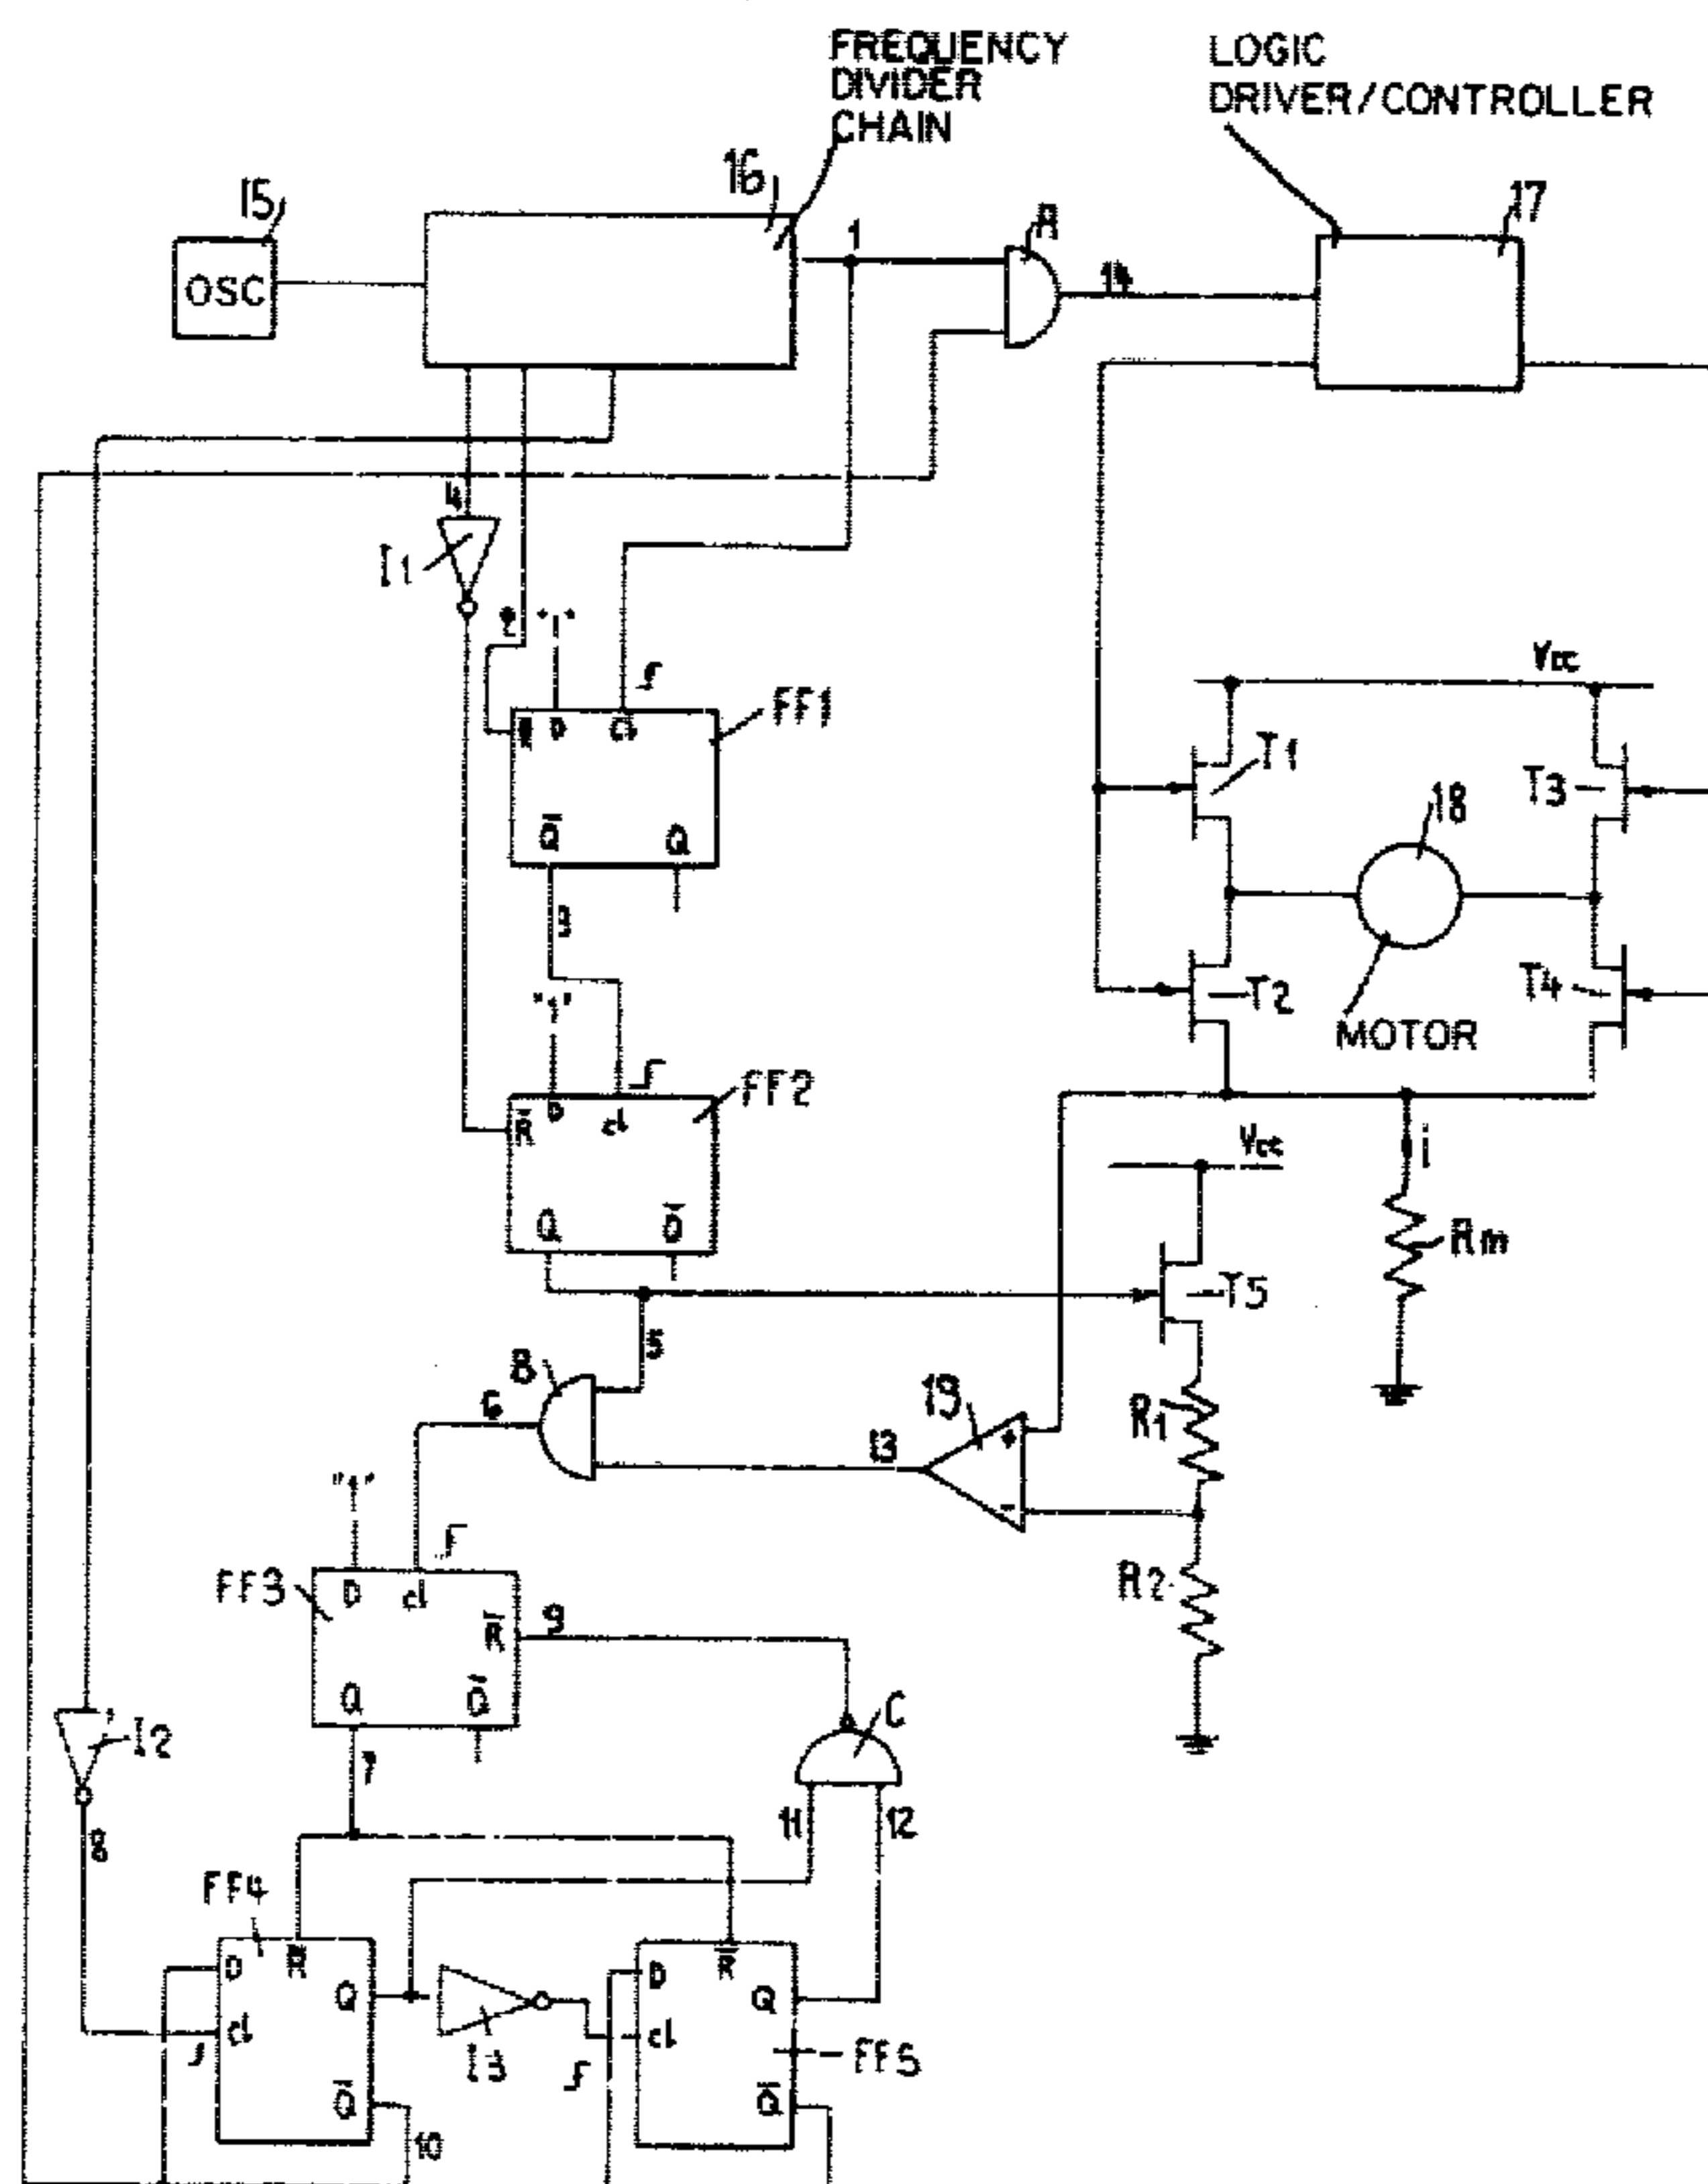 FREQUENCY
DIVIDER
CHAIN
LOGIC
DRIVER/CONTROLLER
15
16
17
OSC
1
A
14
4
I1
2
"1"
FF1
R D Cl
Q̅ Q
Vcc
T1
T3
18
3
"1"
T2
T4
MOTOR
FF2
R̅ D cl
Q Q̅
Vcc
i
Rm
T5
5
8
6
13
19
+
-
R1
R2
"1"
FF3
D cl
R̅
9
Q Q̅
I2
7
C
11
12
8
FF4
D R̅
Q
cl
Q̅
10
I3
D R̅
Q
cl
FF5
Q̅